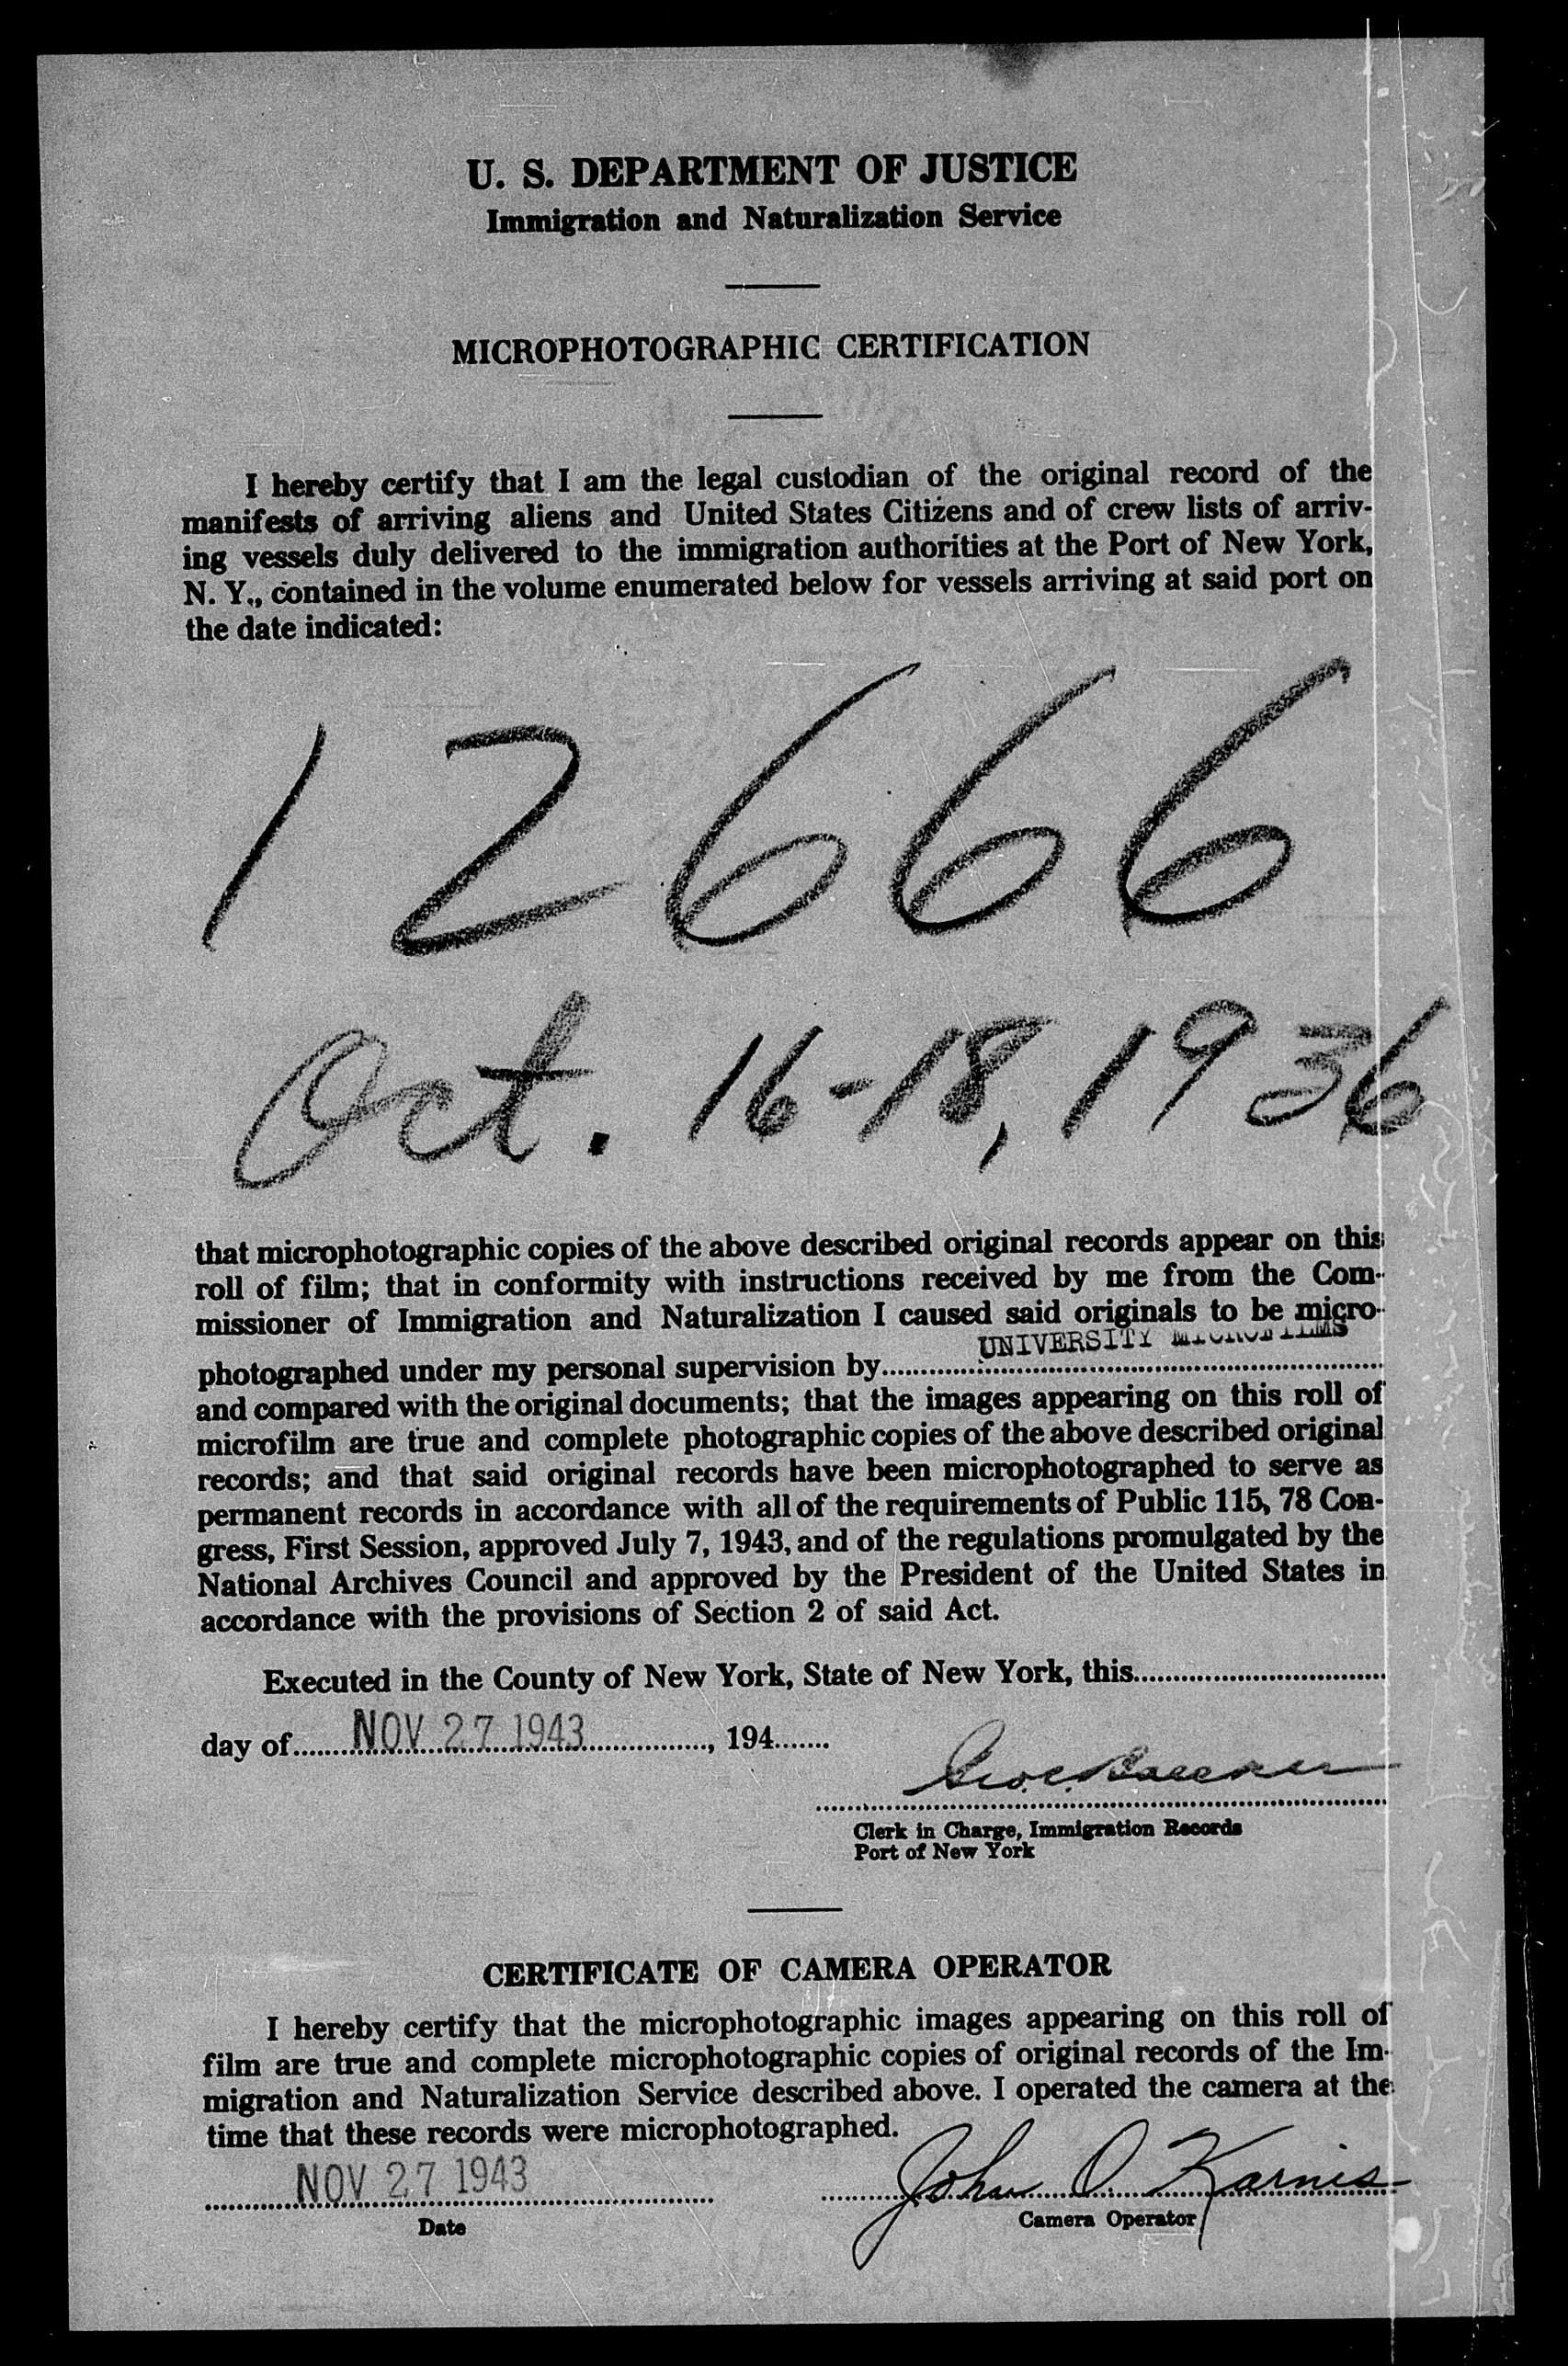 U. S. DEPARTMENT OF JUSTICE
Immigration and Naturalization Service
MICROPHOTOGRAPHIC CERTIFICATION
I hereby certify that I am the legal custodian of the original record of the
manifests of arriving aliens and United States Citizens and of crew lists of arriv-
ing vessels duly delivered to the immigration authorities at the Port of New York,
N. Y., contained in the volume enumerated below for vessels arriving at said port on
the date indicated:
12666
Oct. 16-18, 1936
that microphotographic copies of the above described original records appear on this
roll of film; that in conformity with instructions received by me from the Com-
missioner of Immigration and Naturalization I caused said originals to be micro-
UNIVERSITY MICROFILMS
photographed under my personal supervision by
and compared with the original documents; that the images appearing on this roll of
microfilm are true and complete photographic copies of the above described original
records; and that said original records have been microphotographed to serve as
permanent records in accordance with all of the requirements of Public 115, 78 Con-
gress, First Session, approved July 7, 1943, and of the regulations promulgated by the
National Archives Council and approved by the President of the United States in
accordance with the provisions of Section 2 of said Act.
Executed in the County of New York, State of New York, this
day of NOV 27 1943, 194
Clerk in Charge, Immigration Records
Port of New York
CERTIFICATE OF CAMERA OPERATOR
I hereby certify that the microphotographic images appearing on this roll of
film are true and complete microphotographic copies of original records of the Im-
migration and Naturalization Service described above. I operated the camera at the
time that these records were microphotographed.
NOV 27 1943 John O. Karnis
Date Camera Operator